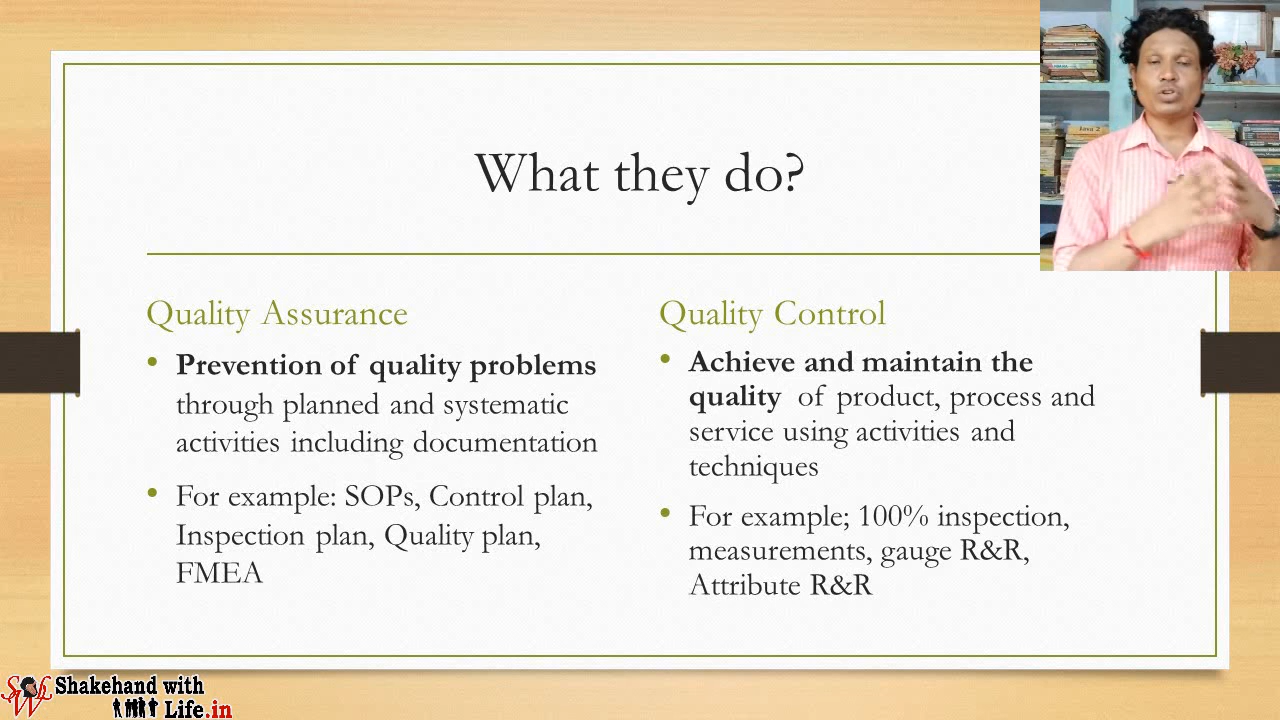 What they do?
Quality Assurance
• Prevention of quality problems
through planned and systematic
activities including documentation
• For example: SOPs, Control plan,
Inspection plan, Quality plan,
FMEA
Quality Control
• Achieve and maintain the
quality of product, process and
service using activities and
techniques
• For example; 100% inspection,
measurements, gauge R&R,
Attribute R&R
Java 2
Shakehand with
Life.in